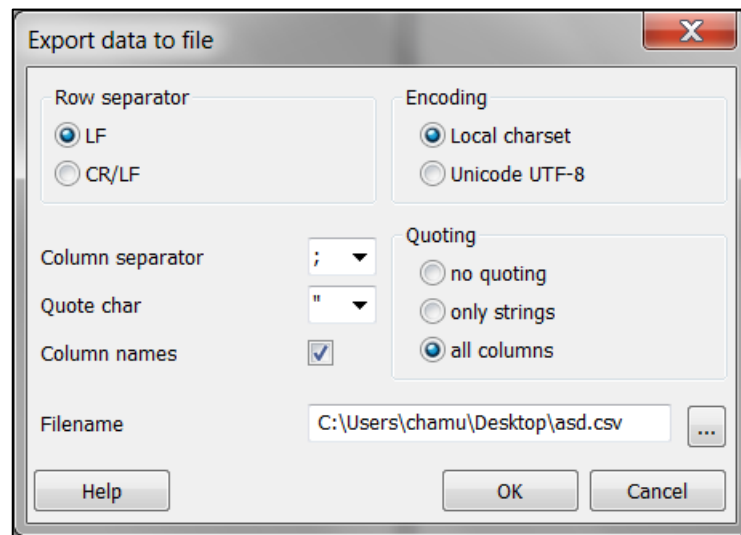 Export data to file
X
Row separator
LF
CR/LF
Encoding
Local charset
Unicode UTF-8
Column separator ;
Quote char "
Column names
Quoting
no quoting
only strings
all columns
Filename C:\Users\chamu\Desktop\asd.csv ...
Help OK Cancel